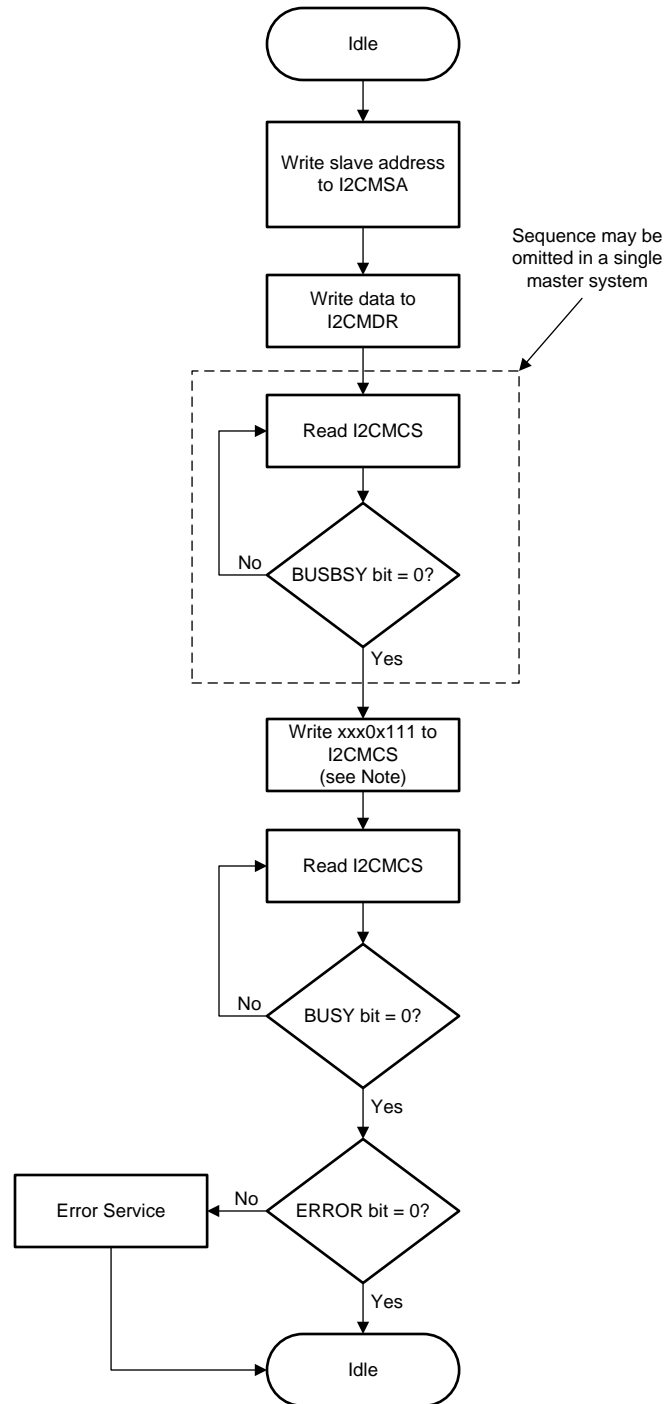 Idle
Write slave address
to I2CMSA
Sequence may be
omitted in a single
master system
Write data to
I2CMDR
Read I2CMCS
No
BUSBSY bit = 0?
Yes
Write xxx0x111 to
I2CMCS
(see Note)
Read I2CMCS
No
BUSY bit = 0?
Yes
Error Service
No
ERROR bit = 0?
Yes
Idle